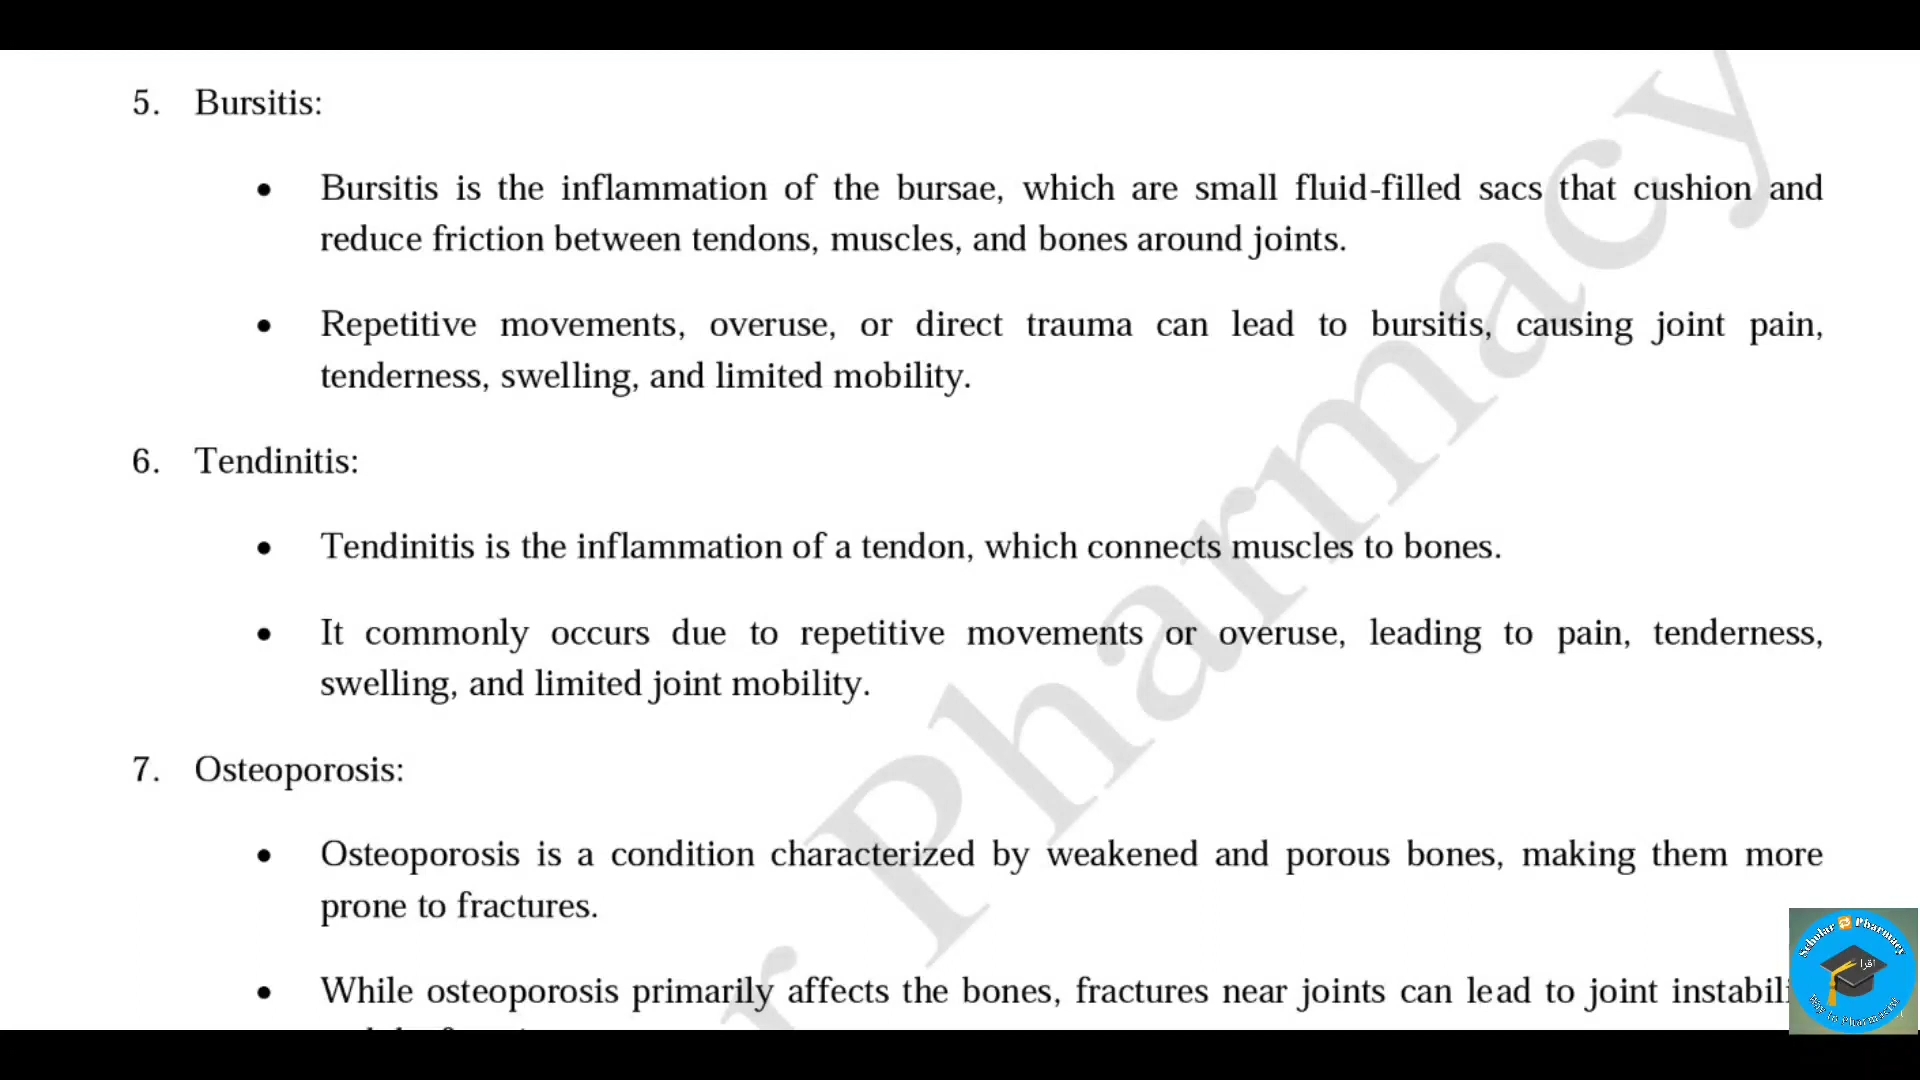 5. Bursitis:
• Bursitis is the inflammation of the bursae, which are small fluid-filled sacs that cushion and
reduce friction between tendons, muscles, and bones around joints.
• Repetitive movements, overuse, or direct trauma can lead to bursitis, causing joint pain,
tenderness, swelling, and limited mobility.
6. Tendinitis:
• Tendinitis is the inflammation of a tendon, which connects muscles to bones.
• It commonly occurs due to repetitive movements or overuse, leading to pain, tenderness,
swelling, and limited joint mobility.
7. Osteoporosis:
• Osteoporosis is a condition characterized by weakened and porous bones, making them more
prone to fractures.
• While osteoporosis primarily affects the bones, fractures near joints can lead to joint instabili
r Pharmacy
Scholar Pharmacy
اقرا